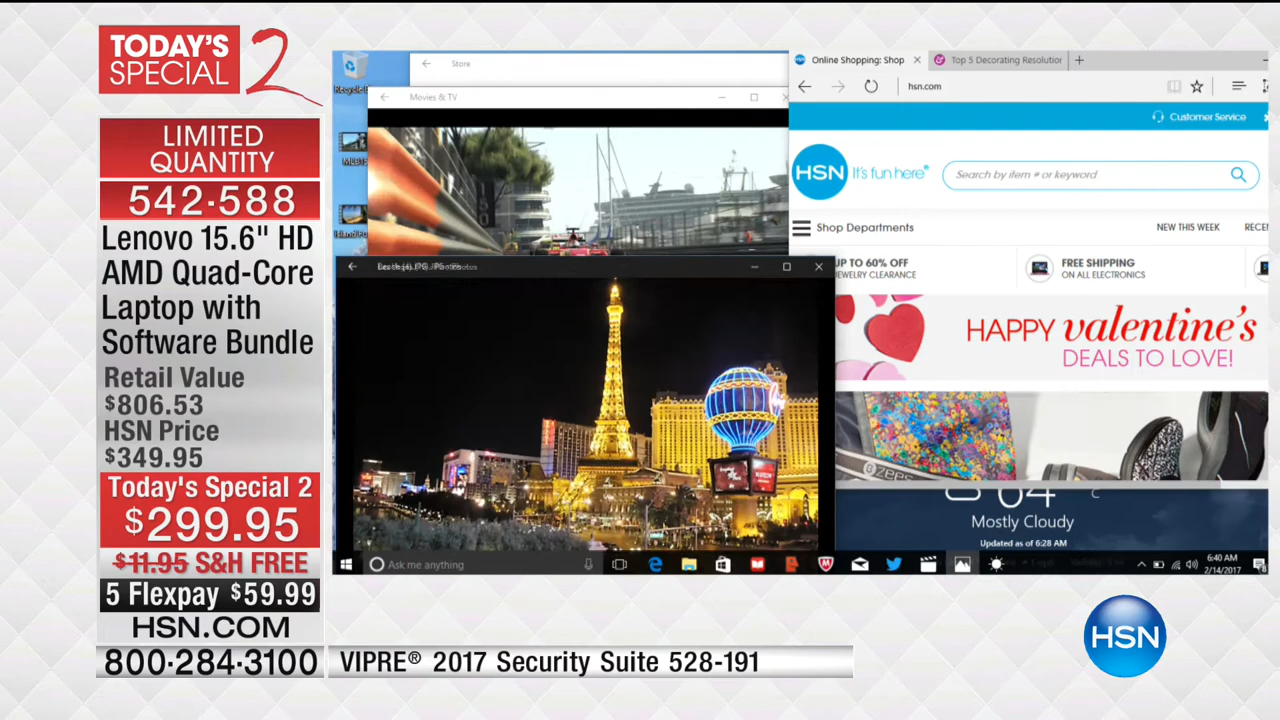 TODAY'S
SPECIAL 2
LIMITED
QUANTITY
542-588
Lenovo 15.6" HD
AMD Quad-Core
Laptop with
Software Bundle
Retail Value
$806.53
HSN Price
$349.95
Today's Special 2
$299.95
$11.95 S&H FREE
5 Flexpay $59.99
HSN.COM
800-284-3100
VIPRE® 2017 Security Suite 528-191
HSN
Store
Movies & TV
Online Shopping: Shop
Top 5 Decorating Resolution
hsn.com
Customer Service
HSN It's fun here®
Search by item # or keyword
Shop Departments
NEW THIS WEEK
UP TO 60% OFF
JEWELRY CLEARANCE
FREE SHIPPING
ON ALL ELECTRONICS
HAPPY valentine's
DEALS TO LOVE!
Mostly Cloudy
Updated as of 6:28 AM
Ask me anything
6:40 AM
2/14/2017